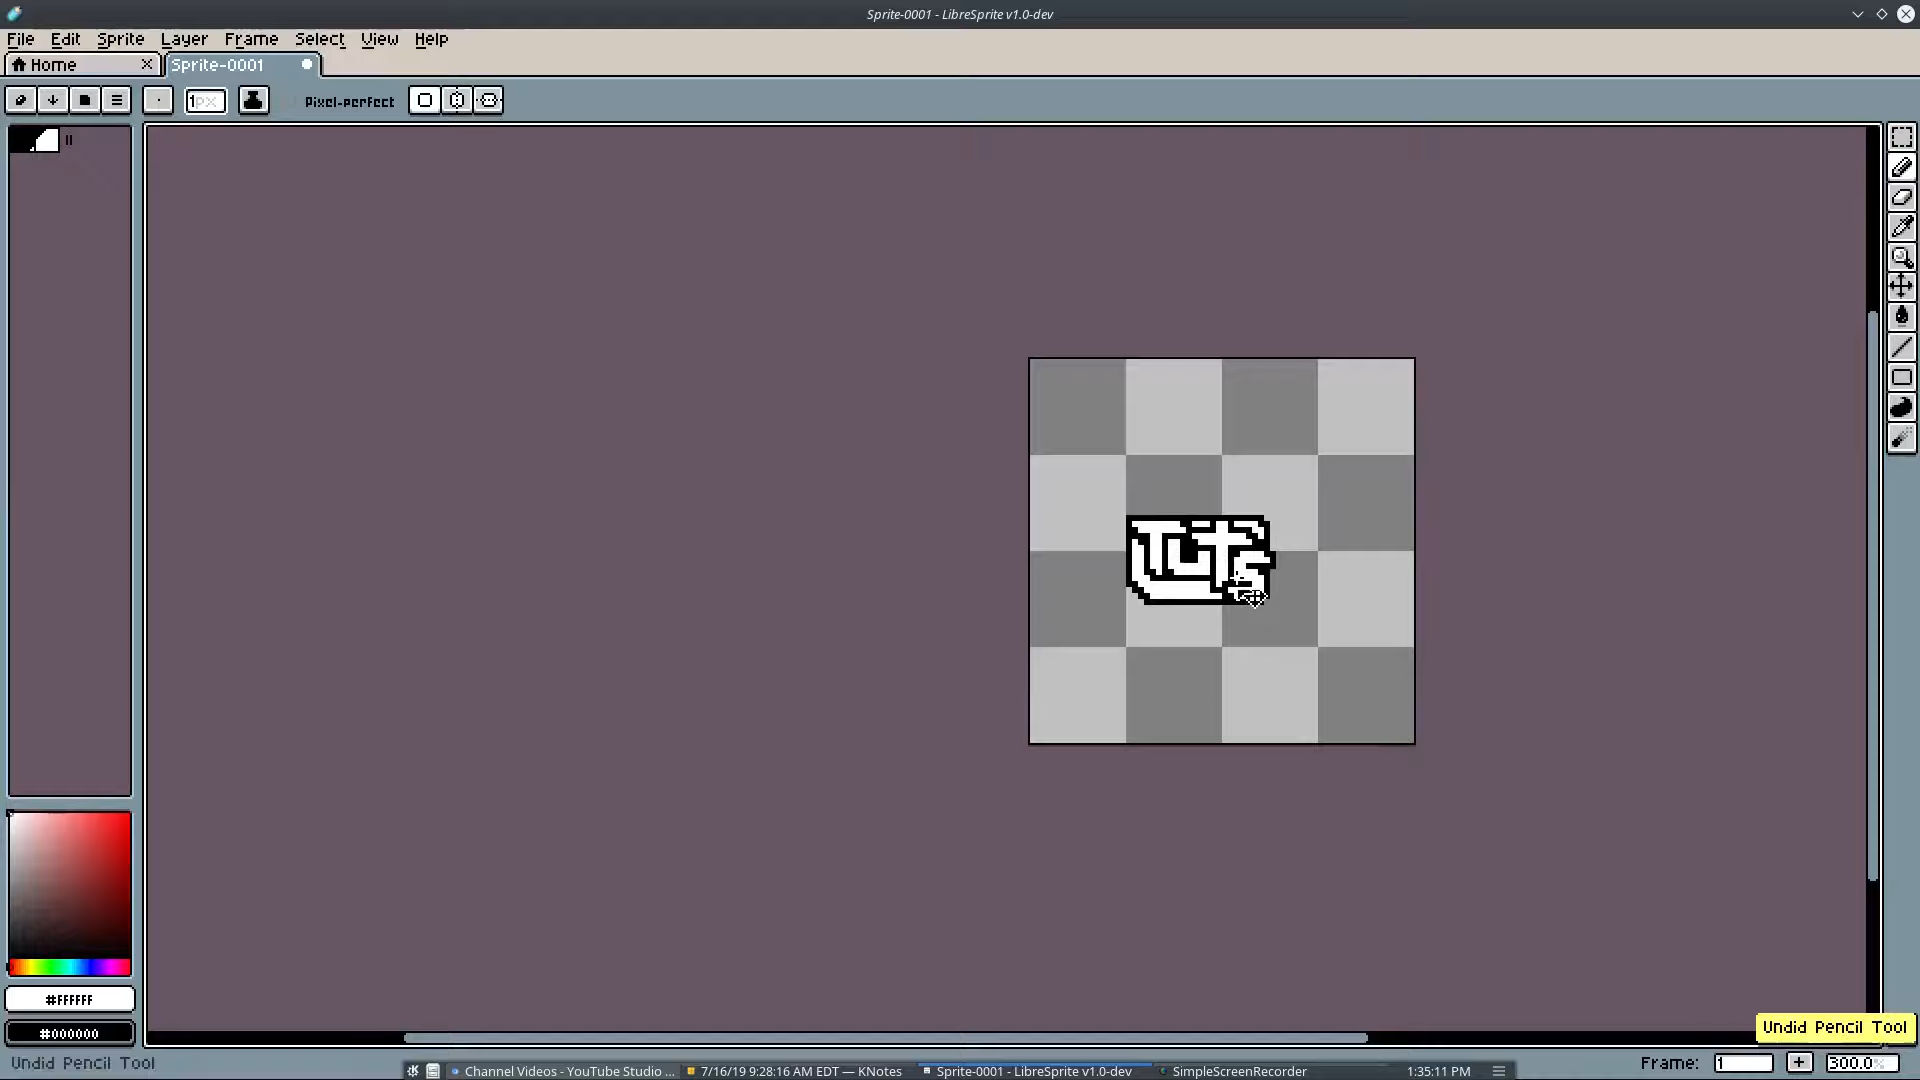 Sprite-0001 - LibreSprite v1.0-dev
File Edit Sprite Layer Frame Select View Help
Home Sprite-0001
1px Pixel-perfect
Tuts
#FFFFFF
#000000
Undid Pencil Tool
Undid Pencil Tool Frame: 1 + 300.0
Channel Videos - YouTube Studio ... 7/16/19 9:28:16 AM EDT — KNotes Sprite-0001 - LibreSprite v1.0-dev SimpleScreenRecorder 1:35:11 PM